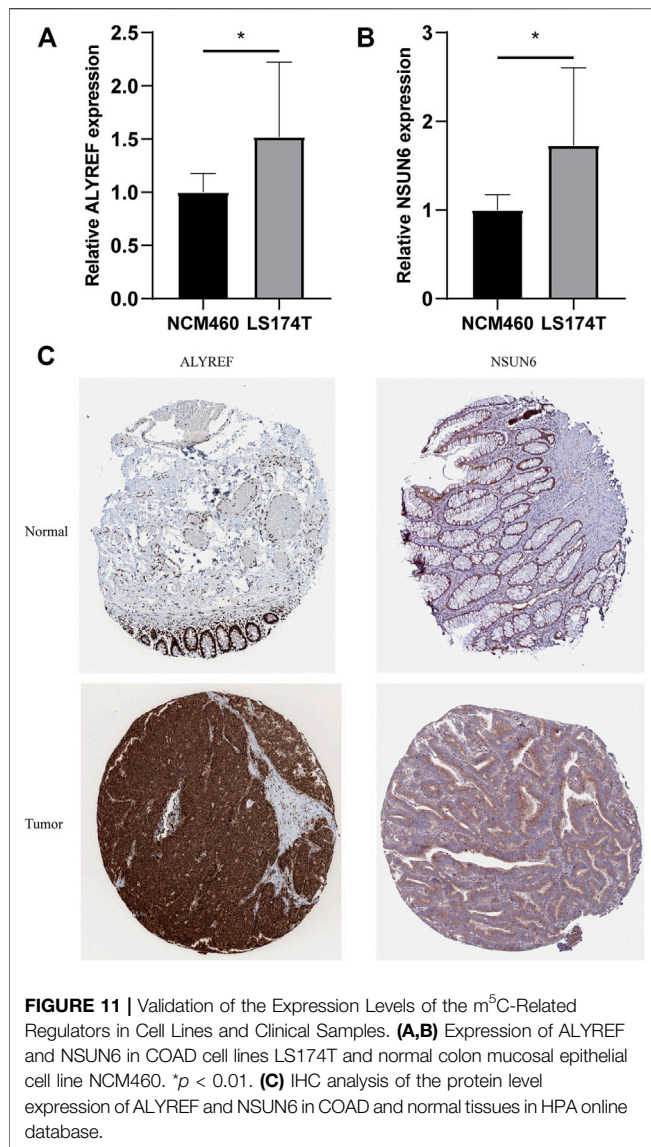 A
B
*
*
Relative ALYREF expression
2.5
2.0
1.5
1.0
0.5
0.0
NCM460 LS174T
Relative NSUN6 expression
3
2
1
0
NCM460 LS174T
C
ALYREF
NSUN6
Normal
Tumor
FIGURE 11 | Validation of the Expression Levels of the m⁵C-Related
Regulators in Cell Lines and Clinical Samples. (A,B) Expression of ALYREF
and NSUN6 in COAD cell lines LS174T and normal colon mucosal epithelial
cell line NCM460. *p < 0.01. (C) IHC analysis of the protein level
expression of ALYREF and NSUN6 in COAD and normal tissues in HPA online
database.